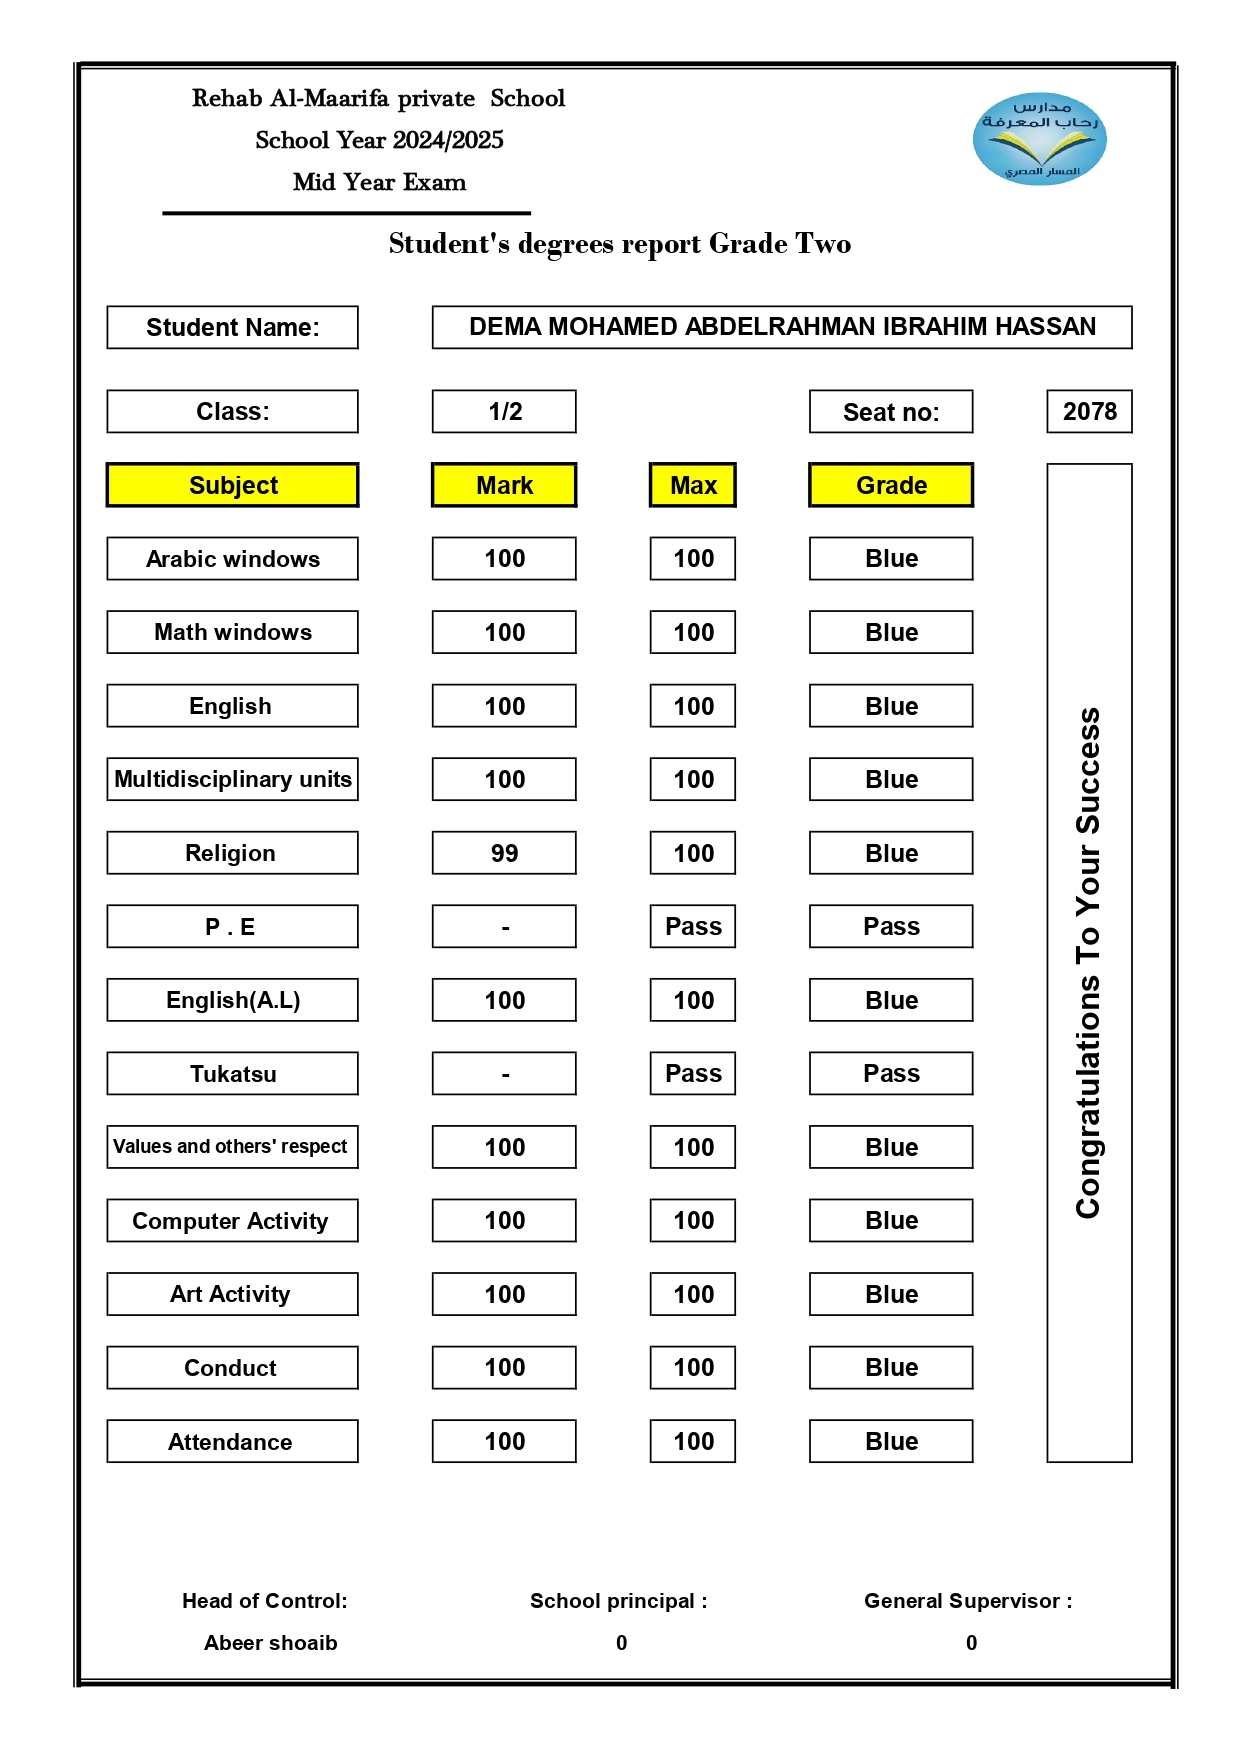 Rehab Al-Maarifa private School
School Year 2024/2025
Mid Year Exam
مدارس
رحاب المعرفة
المسار المصري
Student's degrees report Grade Two
Student Name: DEMA MOHAMED ABDELRAHMAN IBRAHIM HASSAN
Class: 1/2 Seat no: 2078
Subject Mark Max Grade
Arabic windows 100 100 Blue
Math windows 100 100 Blue
English 100 100 Blue
Multidisciplinary units 100 100 Blue
Religion 99 100 Blue
P . E - Pass Pass
English(A.L) 100 100 Blue
Tukatsu - Pass Pass
Values and others' respect 100 100 Blue
Computer Activity 100 100 Blue
Art Activity 100 100 Blue
Conduct 100 100 Blue
Attendance 100 100 Blue
Congratulations To Your Success
Head of Control: School principal : General Supervisor :
Abeer shoaib 0 0